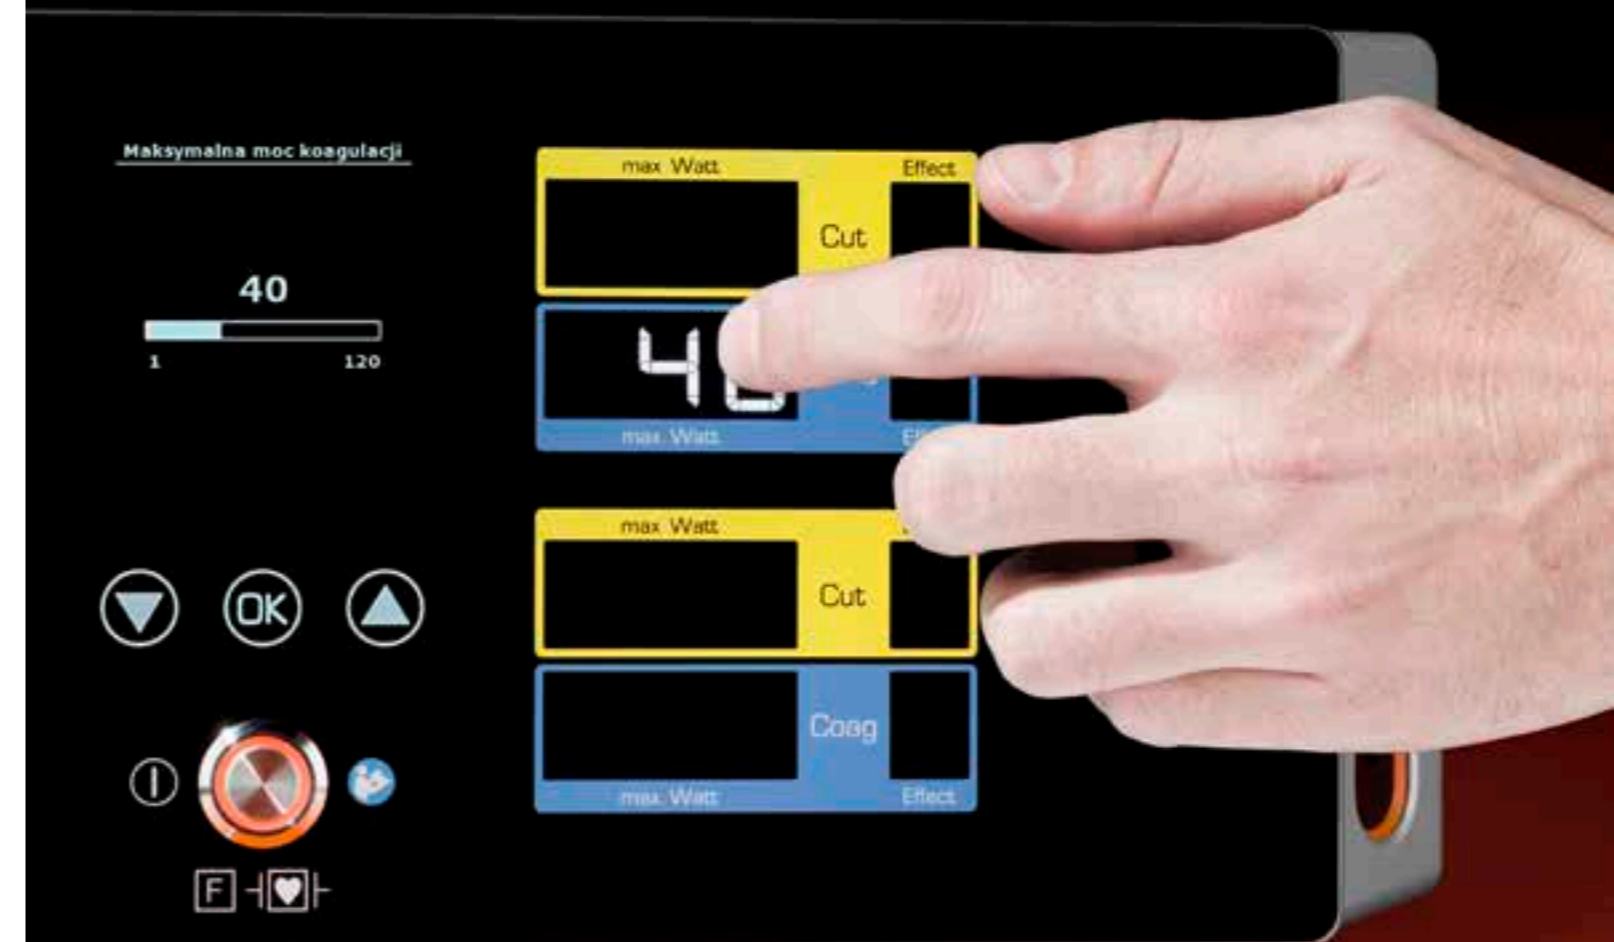 Maksymalna moc koagulacji
40
1 120
OK
F
max Watt Effect
Cut
max Watt
max Watt
Cut
Coag
max Watt Effect